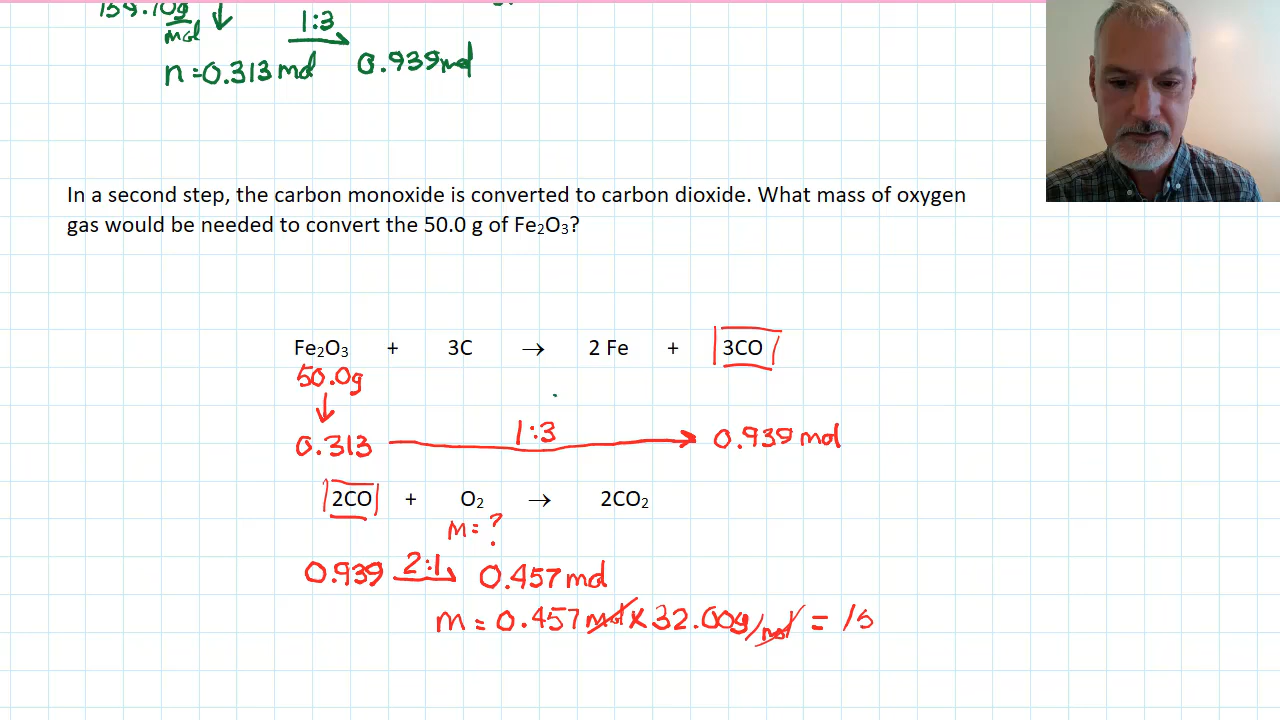 159.70g
mol
1:3
n=0.313 mol
0.939mol
In a second step, the carbon monoxide is converted to carbon dioxide. What mass of oxygen
gas would be needed to convert the 50.0 g of Fe₂O₃?
Fe₂O₃ + 3C → 2 Fe + 3CO
50.0g
↓
0.313 1:3 → 0.939 mol
2CO + O₂ → 2CO₂
m = ?
0.939 2:1 → 0.457 mol
m = 0.457 mol x 32.00g/mol = 15